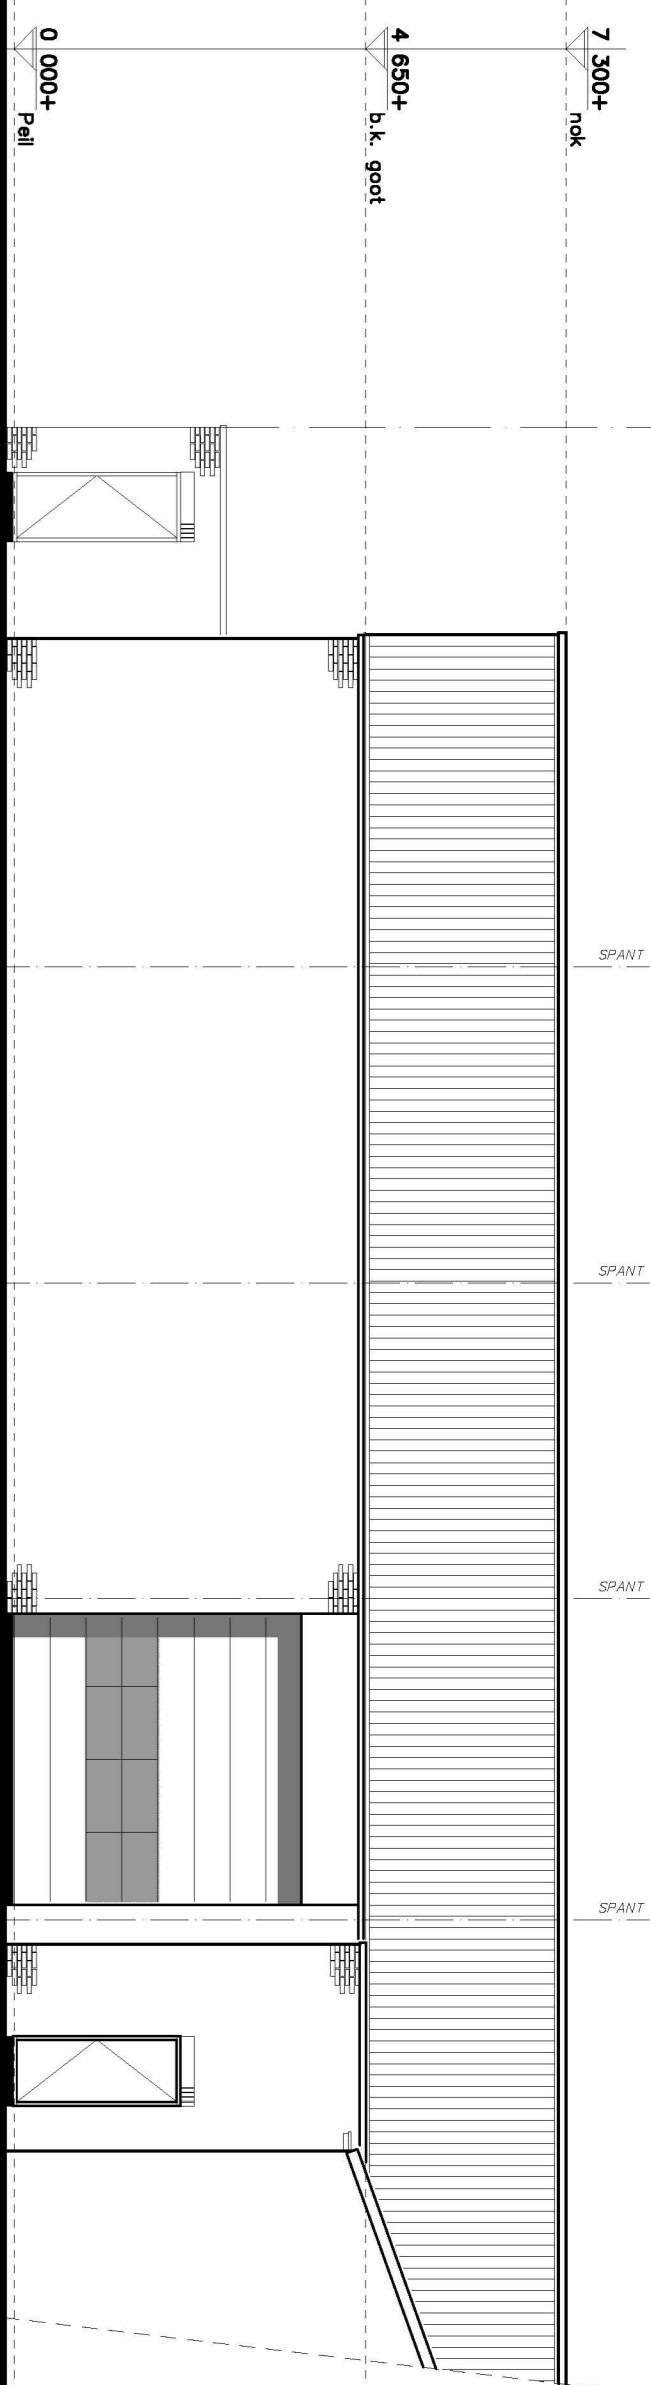 7 300+
nok
4 650+
b.k. goot
0 000+
Peil
SPANT
SPANT
SPANT
SPANT